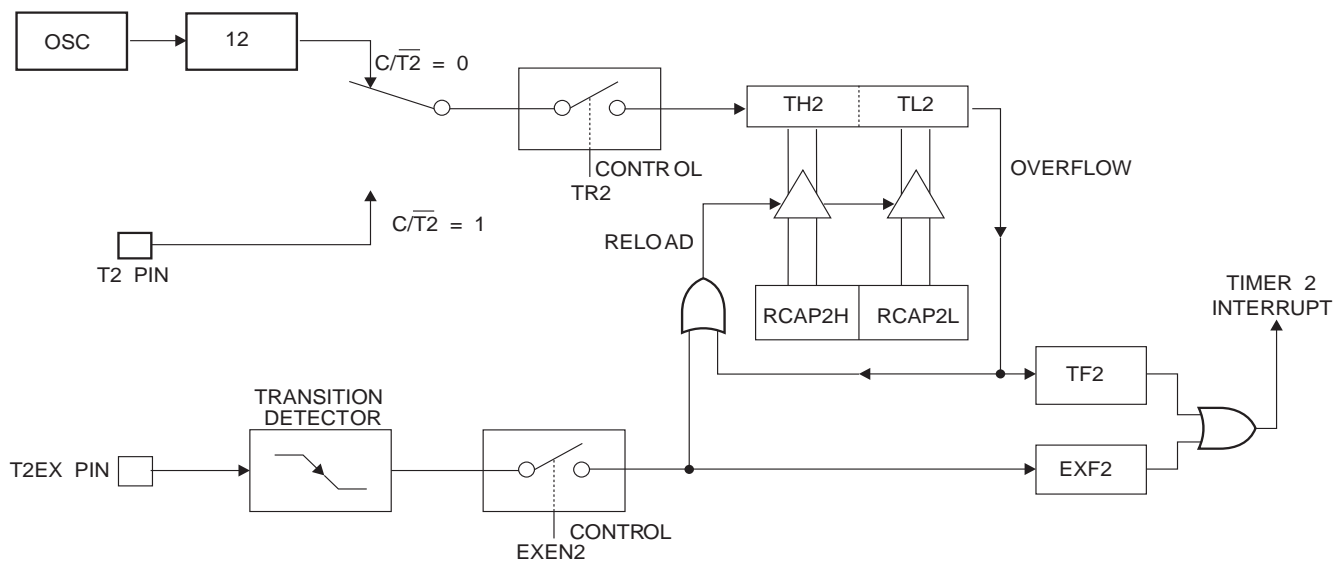 OSC
12
C/T2 = 0
TH2
TL2
CONTROL
TR2
OVERFLOW
C/T2 = 1
RELOAD
T2 PIN
TIMER 2
INTERRUPT
RCAP2H
RCAP2L
TF2
TRANSITION
DETECTOR
T2EX PIN
EXF2
CONTROL
EXEN2